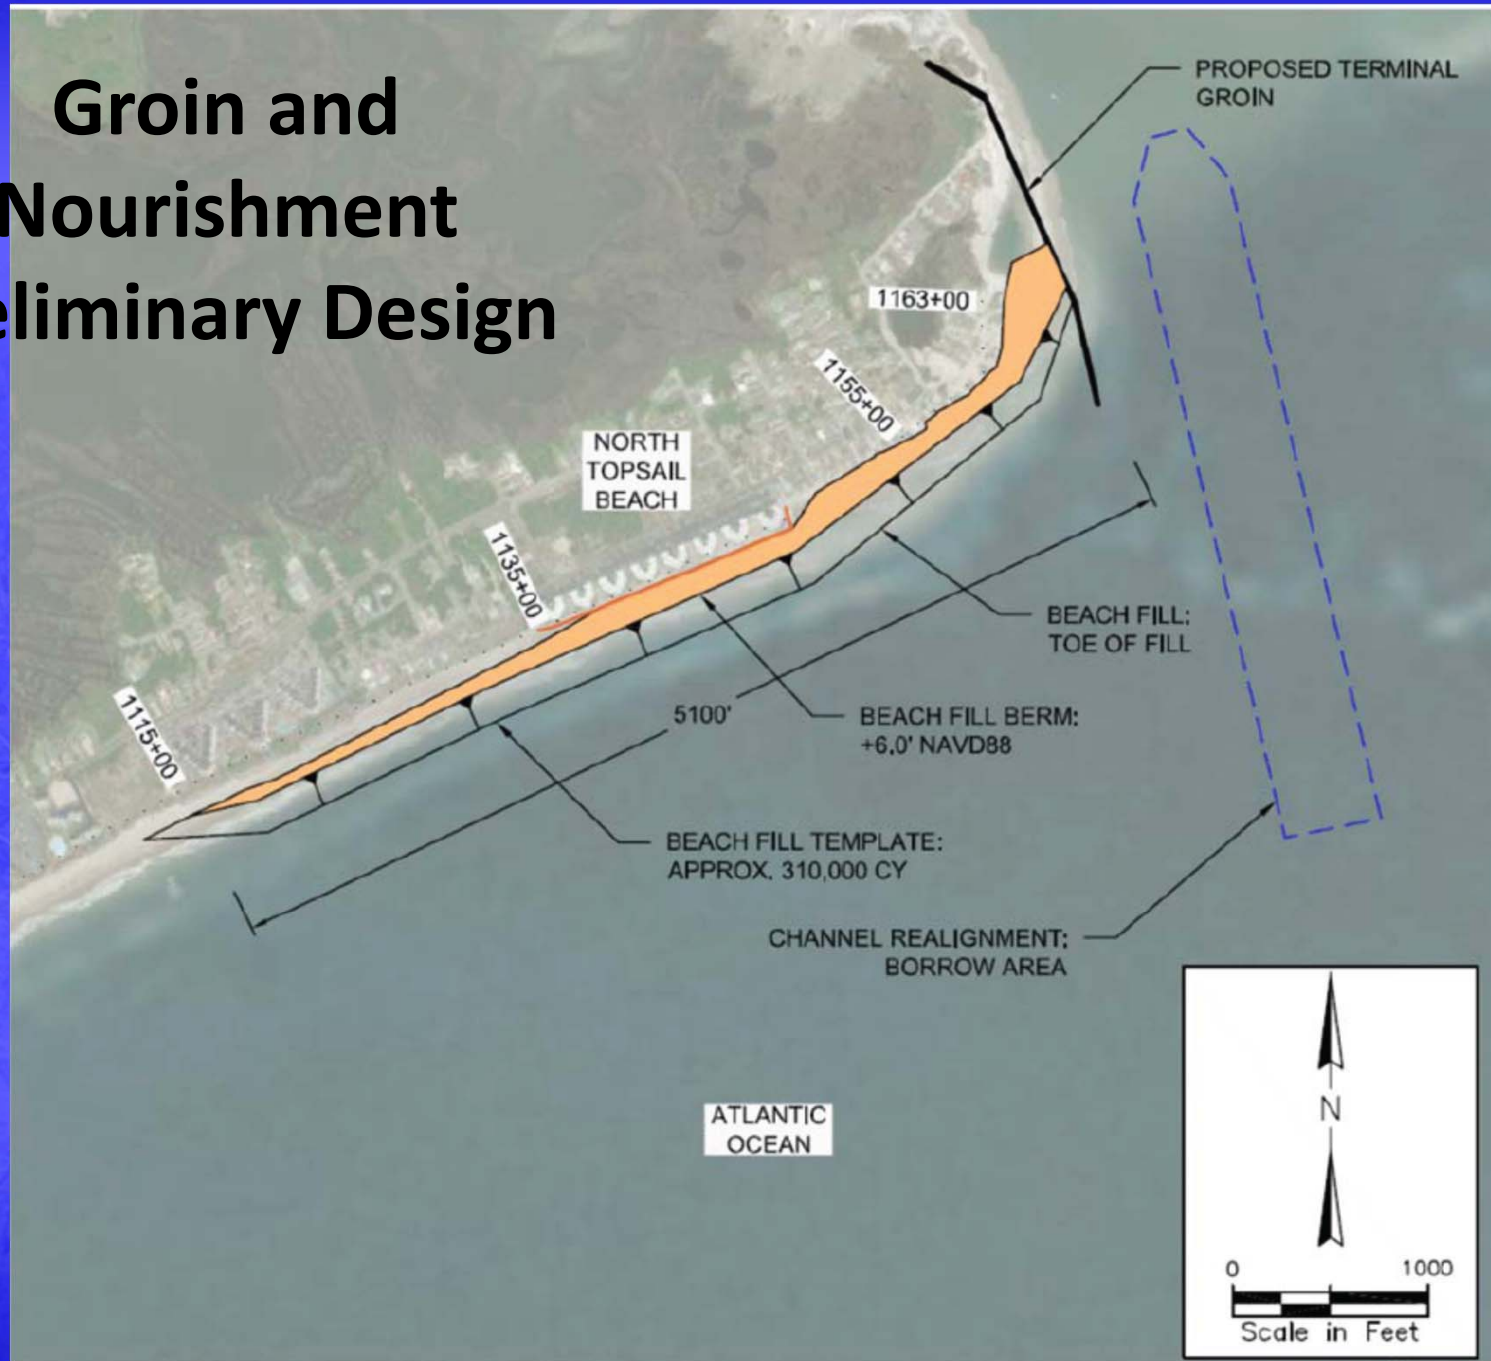 Groin and
Nourishment
eliminary Design
PROPOSED TERMINAL
GROIN
1163+00
1155+00
NORTH
TOPSAIL
BEACH
1135+00
1115+00
BEACH FILL:
TOE OF FILL
5100'
BEACH FILL BERM:
+6.0' NAVD88
BEACH FILL TEMPLATE:
APPROX. 310,000 CY
CHANNEL REALIGNMENT:
BORROW AREA
ATLANTIC
OCEAN
N
0 1000
Scale in Feet